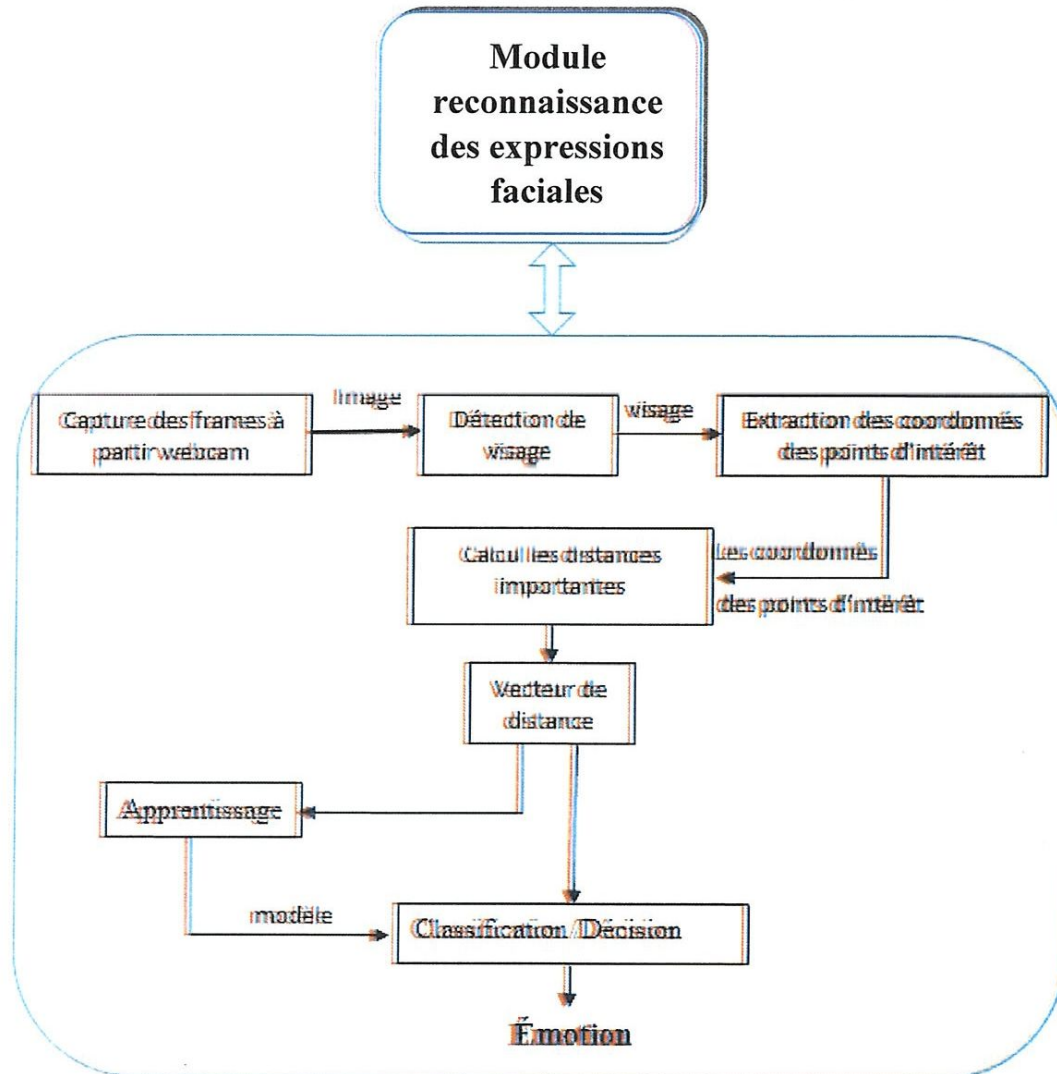 Module
reconnaissance
des expressions
faciales
Image
visage
Capture des frames à
partir webcam
Détection de
visage
Extraction des coordonnés
des points d'intérêt
Calcul les distances
importantes
Les coordonnés
des points d'intérêt
Vecteur de
distance
Apprentissage
modèle
Classification / Décision
Émotion